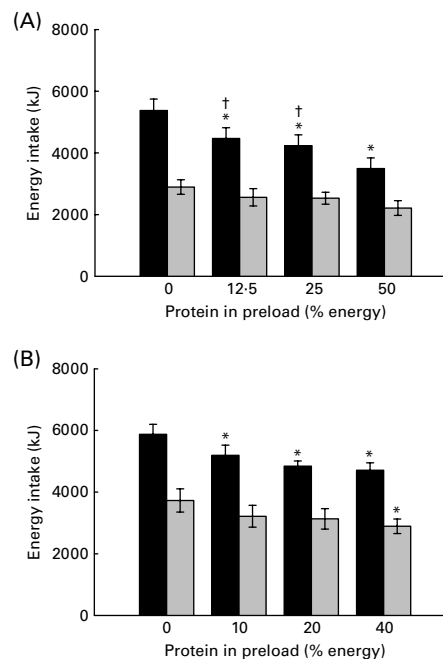 (A)
8000
6000
4000
2000
0
Energy intake (kJ)
†
*
†
*
*
0 12·5 25 50
Protein in preload (% energy)
(B)
8000
6000
4000
2000
0
Energy intake (kJ)
*
*
*
*
0 10 20 40
Protein in preload (% energy)